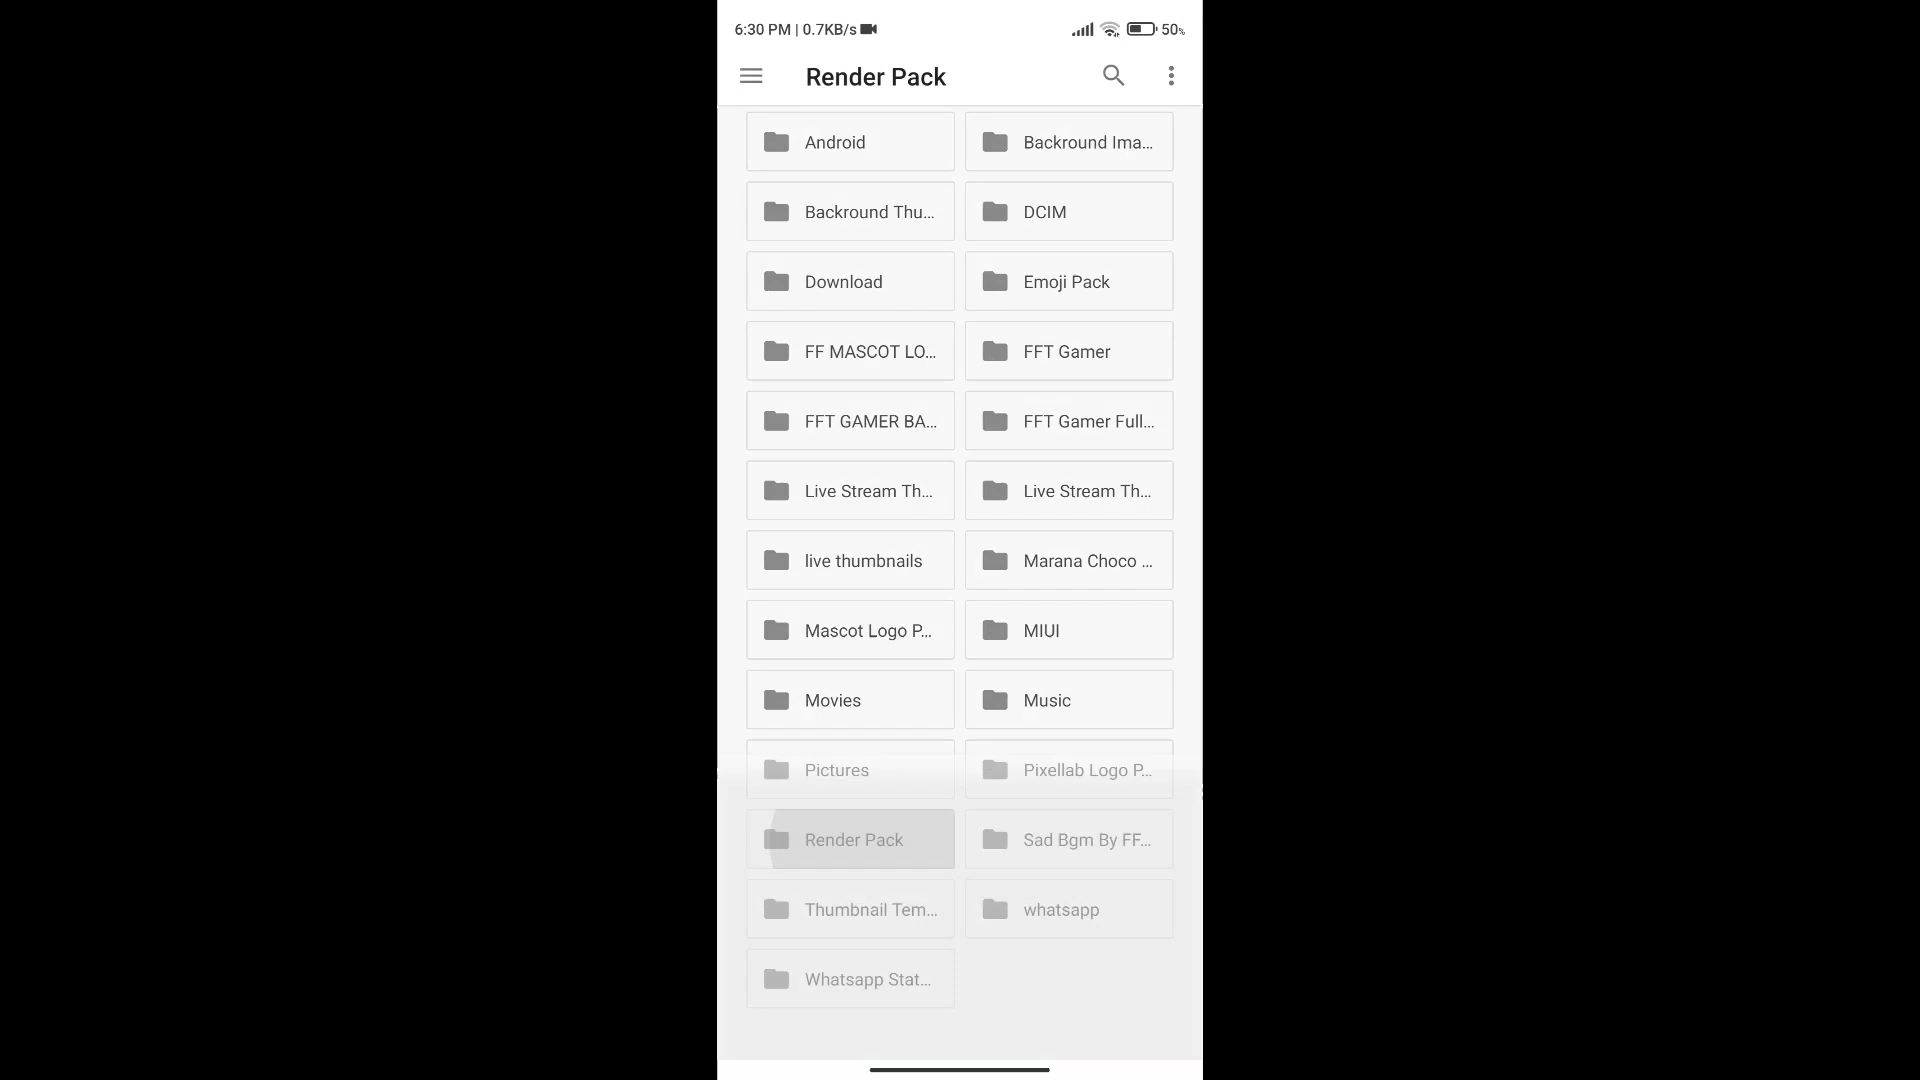 6:30 PM | 0.7KB/s 50%
Render Pack
Android
Backround Ima...
Backround Thu...
DCIM
Download
Emoji Pack
FF MASCOT LO...
FFT Gamer
FFT GAMER BA...
FFT Gamer Full...
Live Stream Th...
Live Stream Th...
live thumbnails
Marana Choco ...
Mascot Logo P...
MIUI
Movies
Music
Pictures
Pixellab Logo P...
Render Pack
Sad Bgm By FF...
Thumbnail Tem...
whatsapp
Whatsapp Stat...